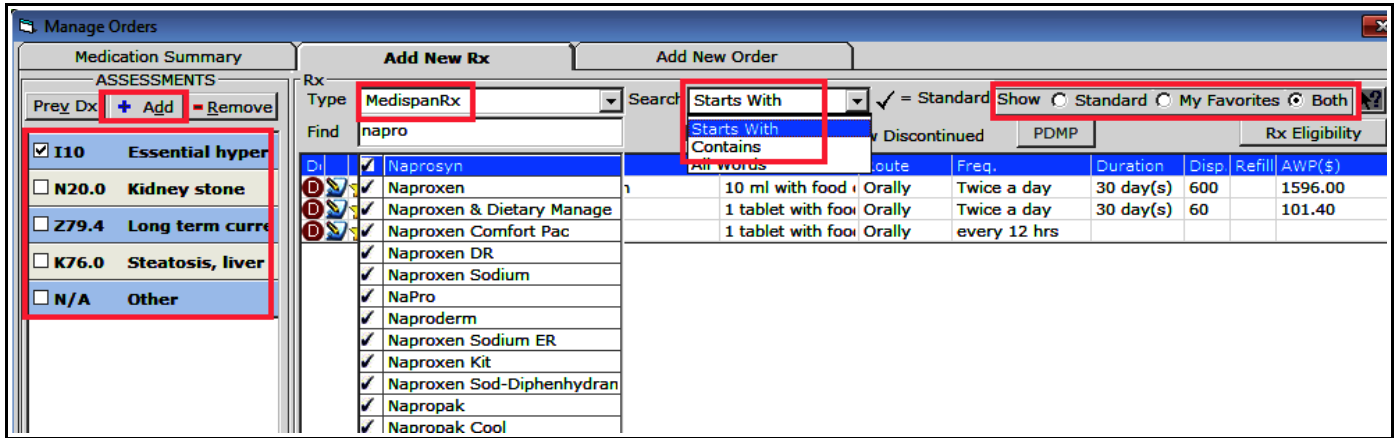 Manage Orders
Medication Summary
Add New Rx
Add New Order
ASSESSMENTS
Prev Dx
+ Add
Remove
I10 Essential hyper
N20.0 Kidney stone
Z79.4 Long term curre
K76.0 Steatosis, liver
N/A Other
Rx
Type MedispanRx
Search Starts With
✓ = Standard
Show Standard My Favorites Both
Find napro
Starts With
Contains
All Words
Discontinued
PDMP
Rx Eligibility
Freq. Duration Disp. Refill AWP($)
10 ml with food Orally Twice a day 30 day(s) 600 1596.00
1 tablet with foo Orally Twice a day 30 day(s) 60 101.40
1 tablet with foo Orally every 12 hrs
Naprosyn
Naproxen
Naproxen & Dietary Manage
Naproxen Comfort Pac
Naproxen DR
Naproxen Sodium
NaPro
Naproderm
Naproxen Sodium ER
Naproxen Kit
Naproxen Sod-Diphenhydran
Napropak
Napropak Cool